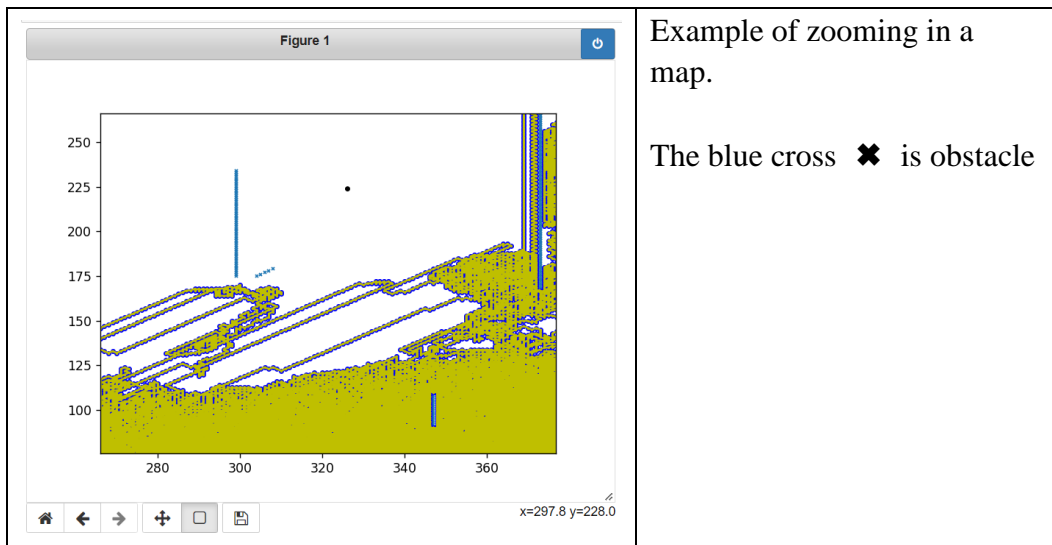 Figure 1
250
225
200
175
150
125
100
280 300 320 340 360
x=297.8 y=228.0
Example of zooming in a
map.
The blue cross ✖ is obstacle